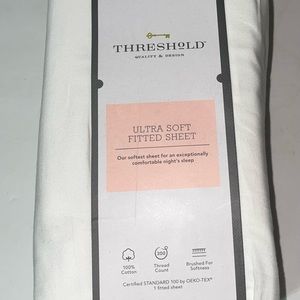 THRESHOLD
QUALITY & DESIGN
ULTRA SOFT
FITTED SHEET
Our softest sheet for an exceptionally
comfortable night's sleep
100%
Cotton
300
Thread
Count
Brushed For
Softness
Certified STANDARD 100 by OEKO-TEX®
1 fitted sheet